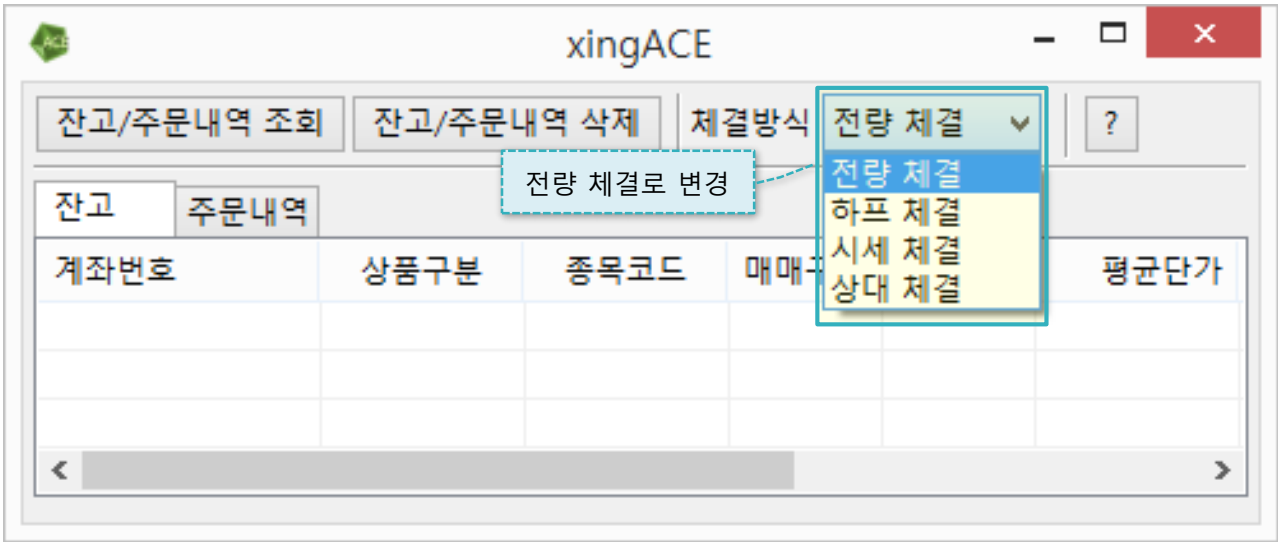 ACE
xingACE
잔고/주문내역 조회 잔고/주문내역 삭제 체결방식 전량 체결 ?
전량 체결로 변경
전량 체결
하프 체결
시세 체결
상대 체결
잔고 주문내역
계좌번호 상품구분 종목코드 매매 평균단가